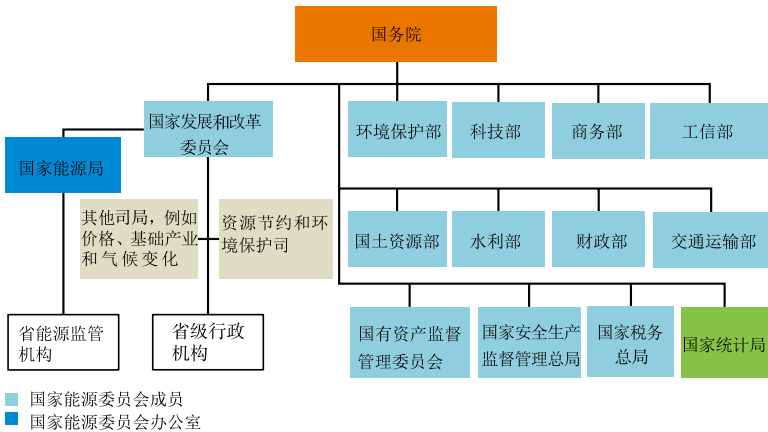 国务院
国家发展和改革
委员会
环境保护部
科技部
商务部
工信部
国家能源局
其他司局，例如
价格、基础产业
和气候变化
资源节约和环
境保护司
国土资源部
水利部
财政部
交通运输部
省能源监管
机构
省级行政
机构
国有资产监督
管理委员会
国家安全生产
监督管理总局
国家税务
总局
国家统计局
国家能源委员会成员
国家能源委员会办公室